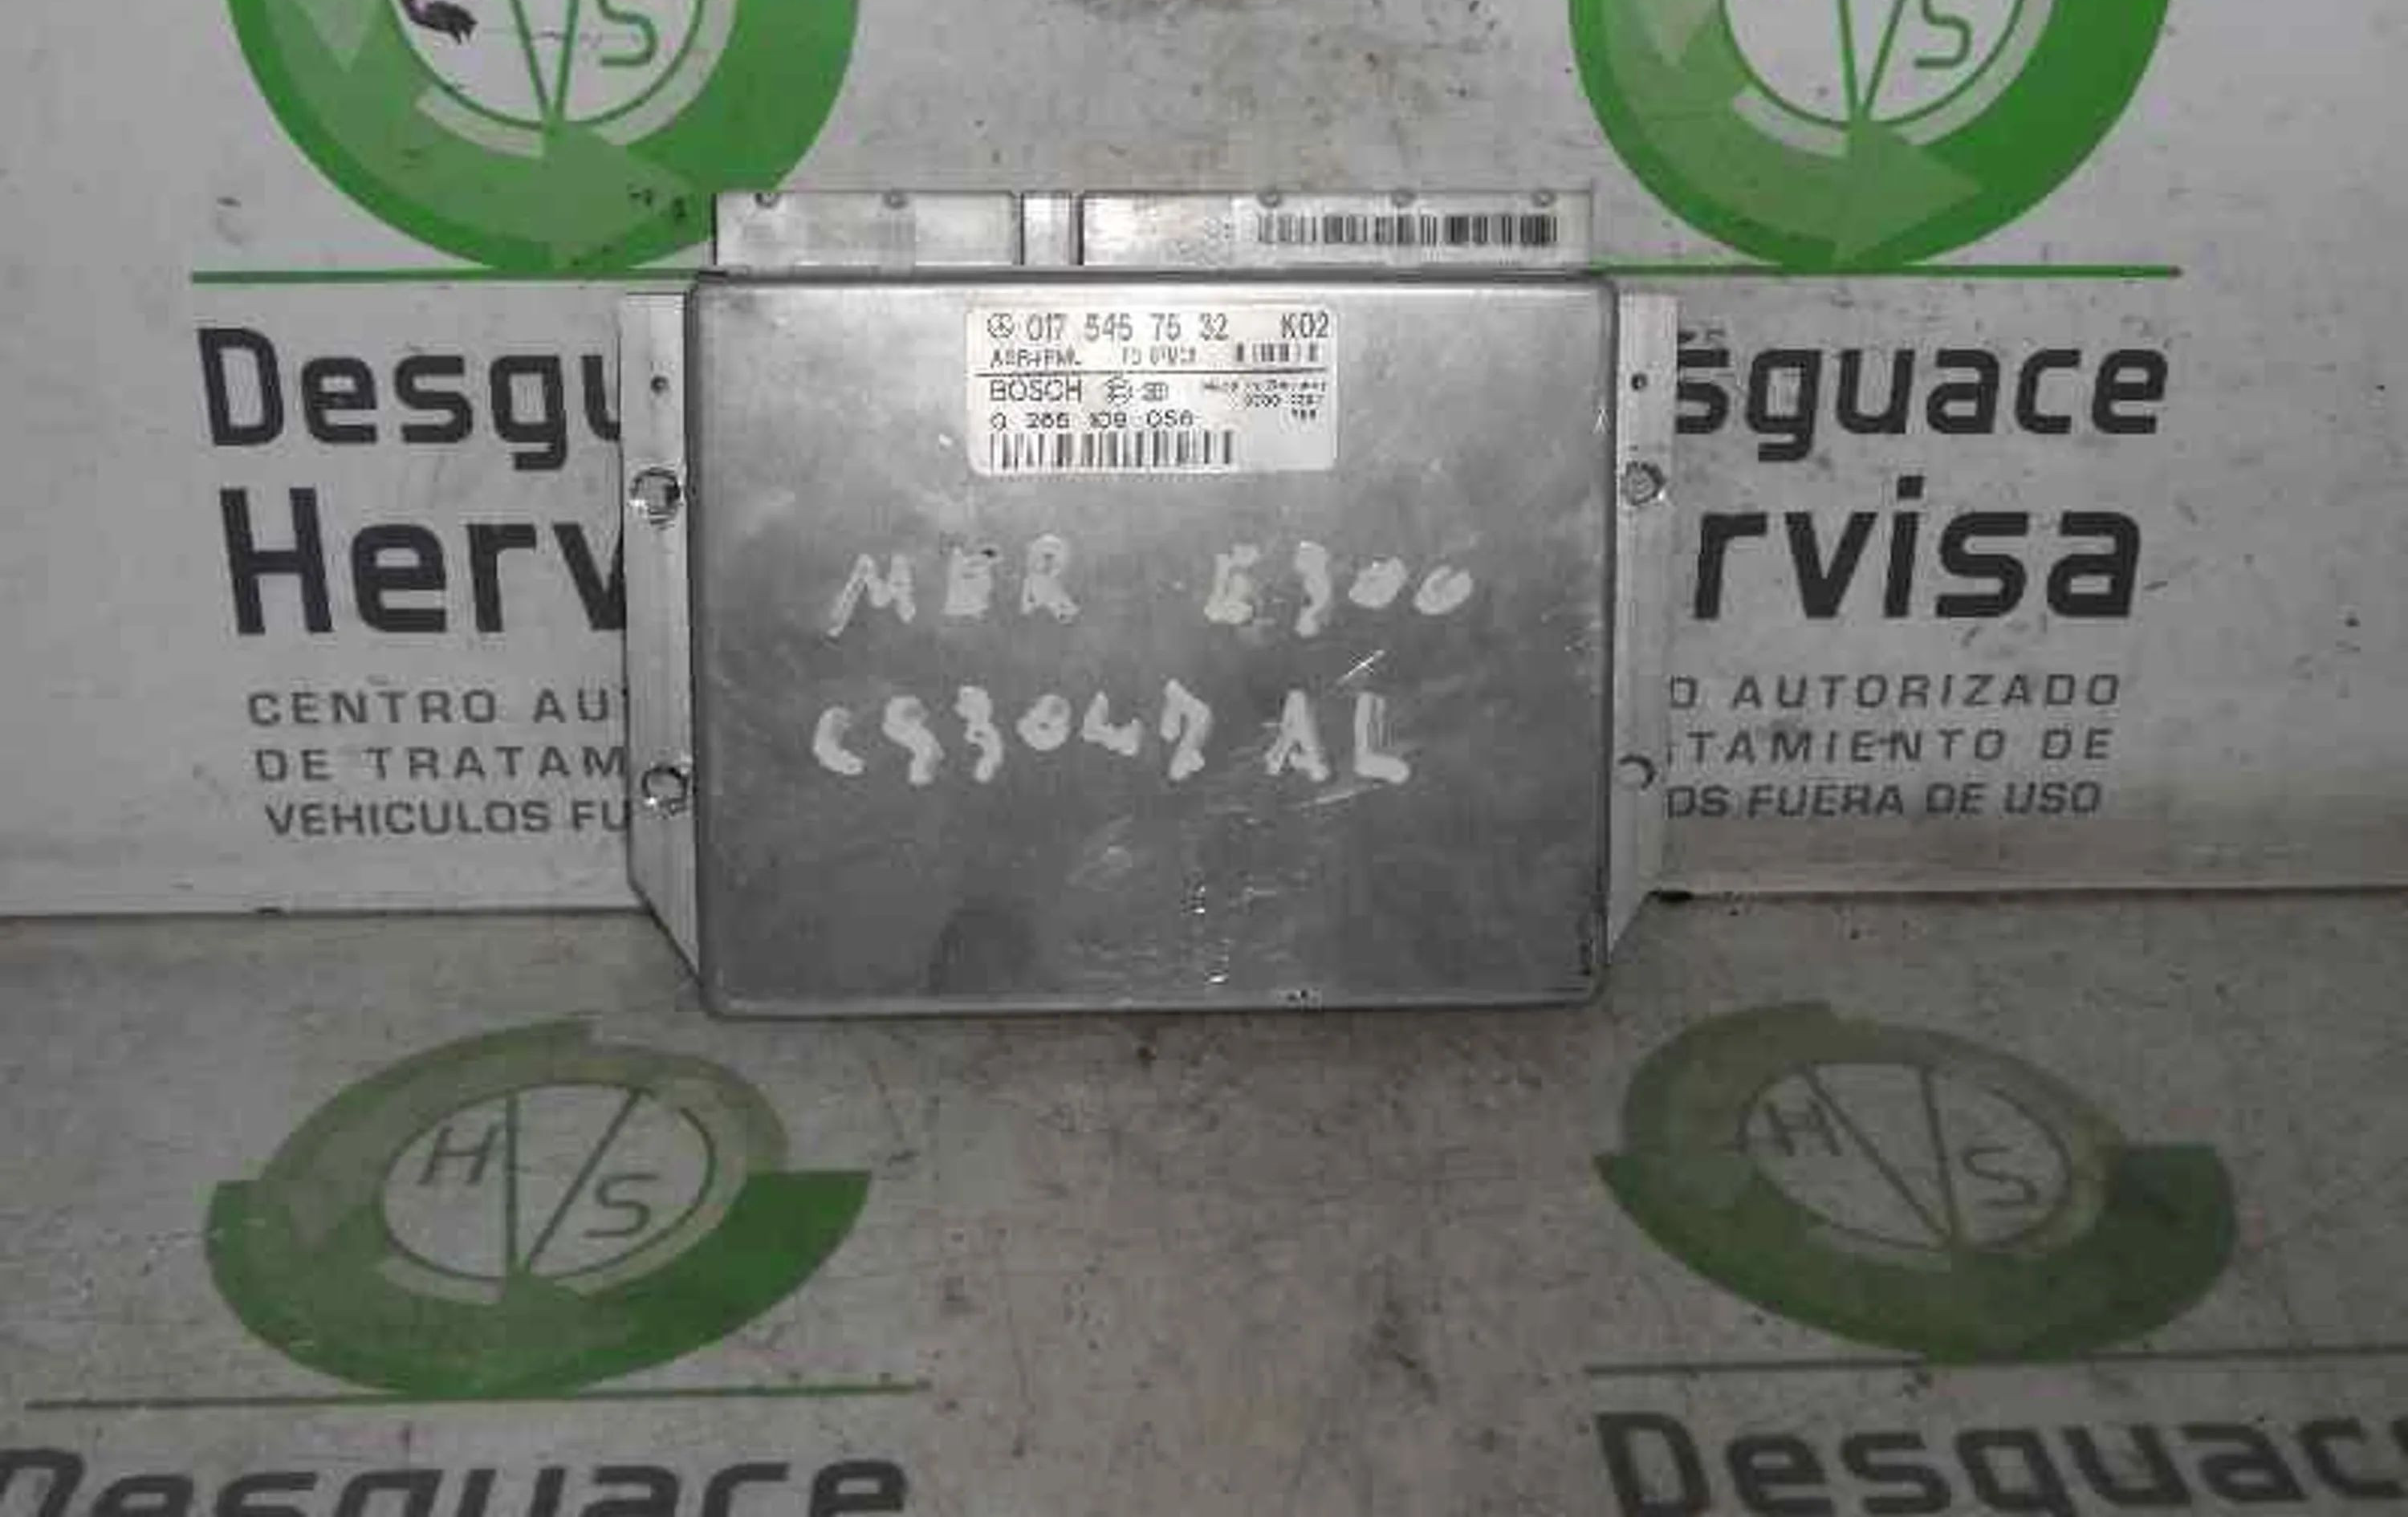 S
S
017 545 75 32 K02
BOSCH
0 265 109 056
MER E300
C93047 AL
Desgu
Herv
CENTRO AU
DE TRATAM
VEHICULOS FU
sguace
rvisa
O AUTORIZADO
TAMIENTO DE
OS FUERA DE USO
H S
H S
Desguace
Desguac